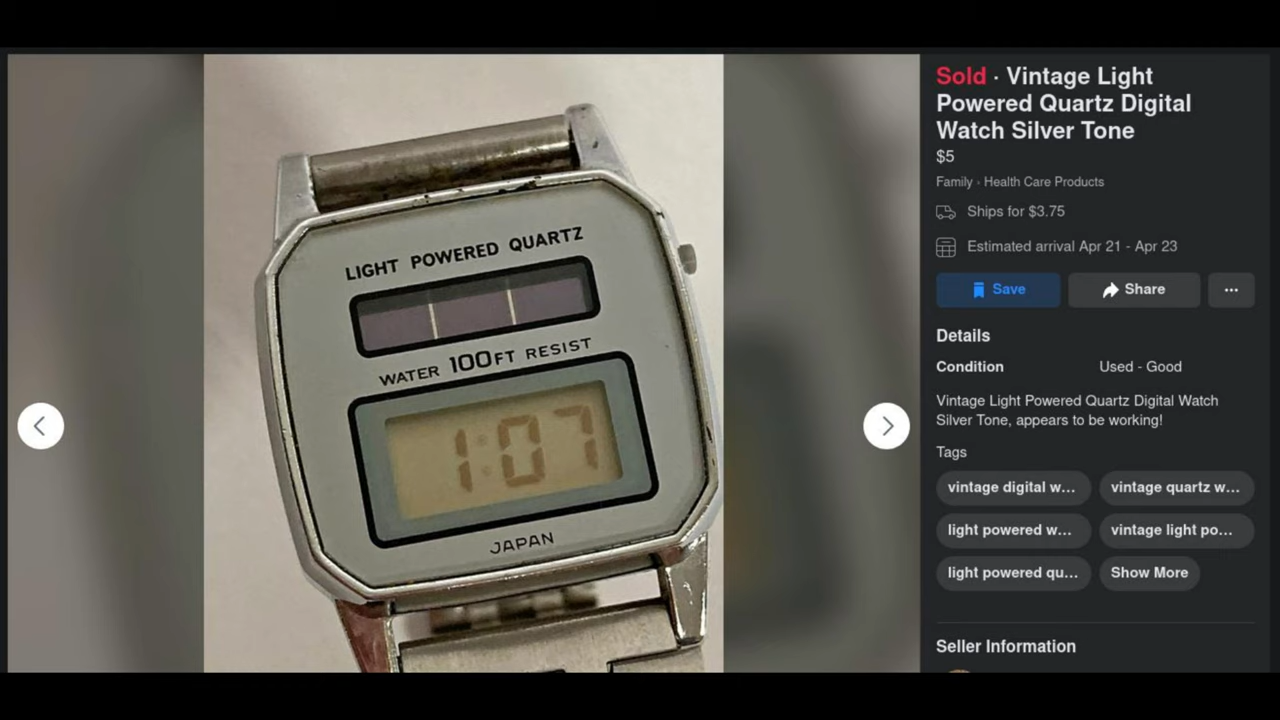 LIGHT POWERED QUARTZ
WATER 100FT RESIST
1:07
JAPAN
Sold · Vintage Light
Powered Quartz Digital
Watch Silver Tone
$5
Family · Health Care Products
Ships for $3.75
Estimated arrival Apr 21 - Apr 23
Save
Share
...
Details
Condition
Used - Good
Vintage Light Powered Quartz Digital Watch
Silver Tone, appears to be working!
Tags
vintage digital w...
vintage quartz w...
light powered w...
vintage light po...
light powered qu...
Show More
Seller Information